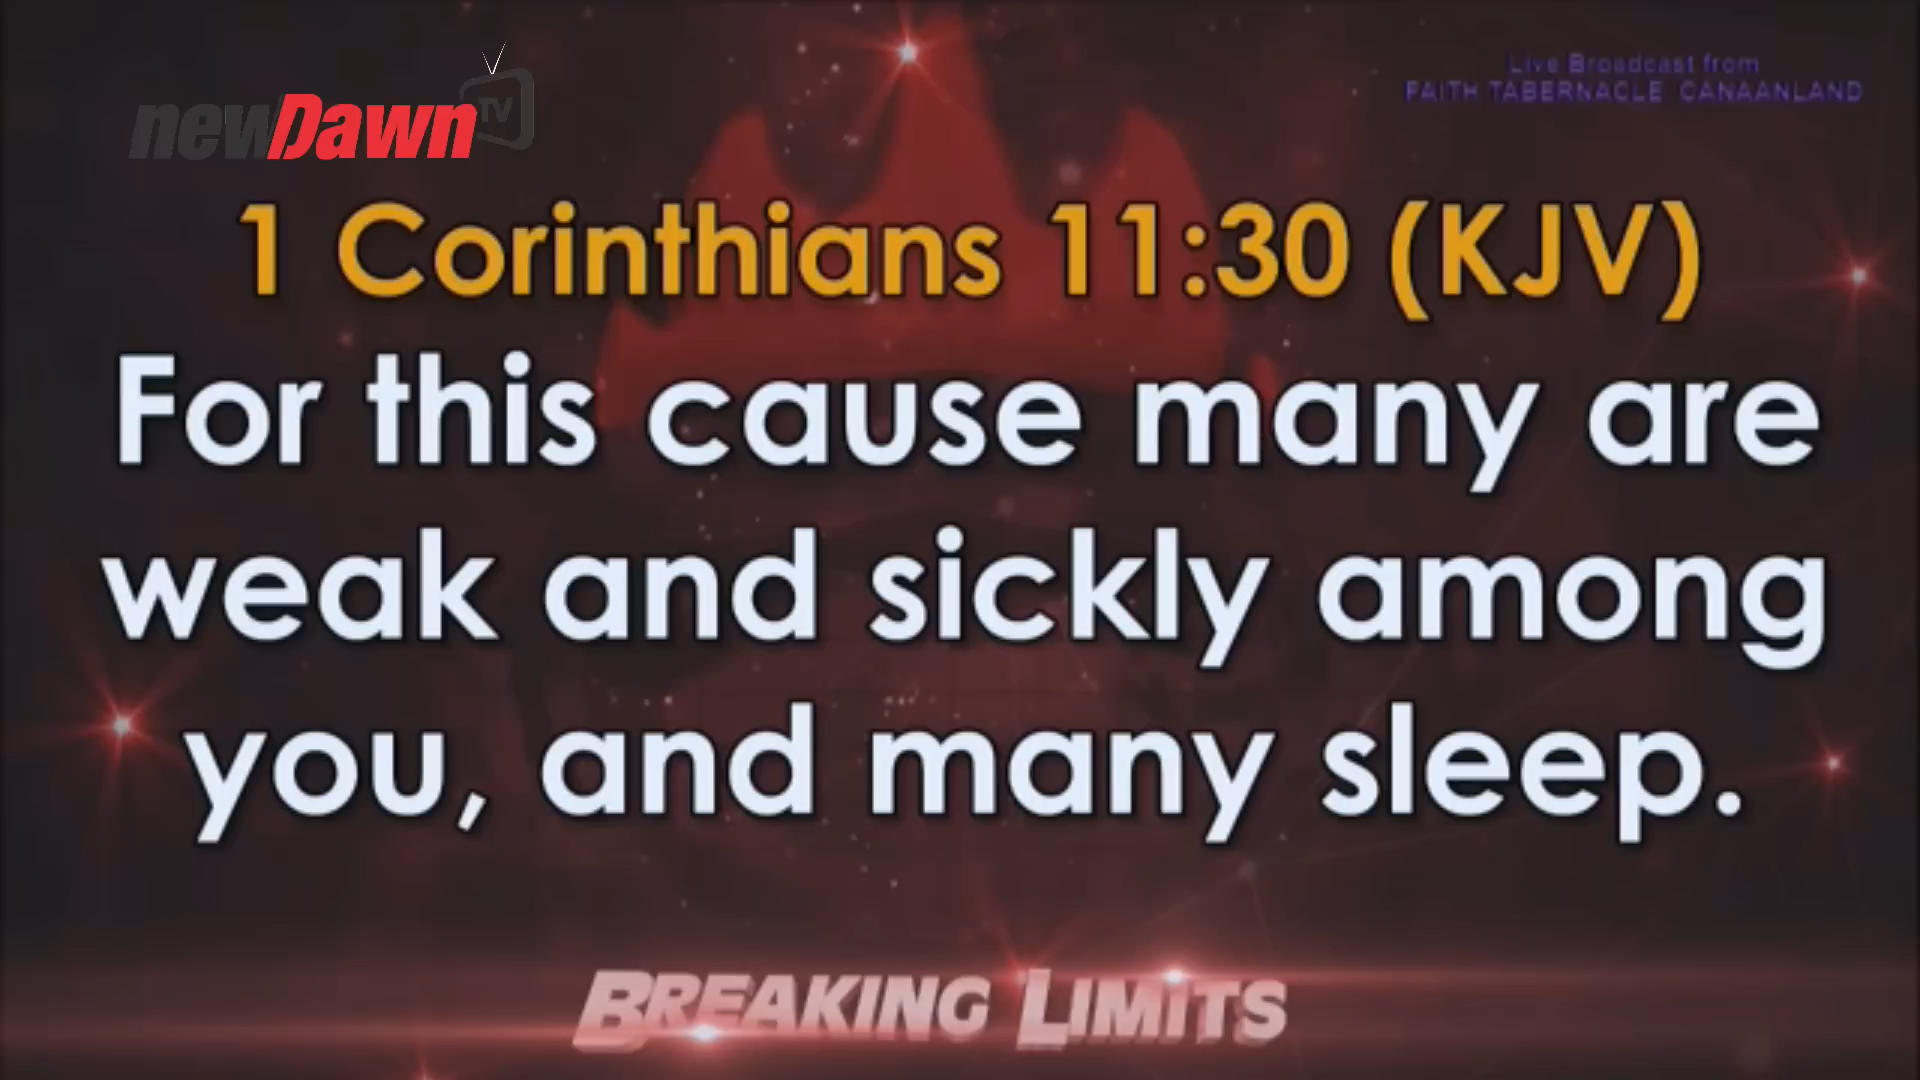 newDawn TV
Live Broadcast from
FAITH TABERNACLE CANAANLAND
1 Corinthians 11:30 (KJV)
For this cause many are
weak and sickly among
you, and many sleep.
BREAKING LIMITS